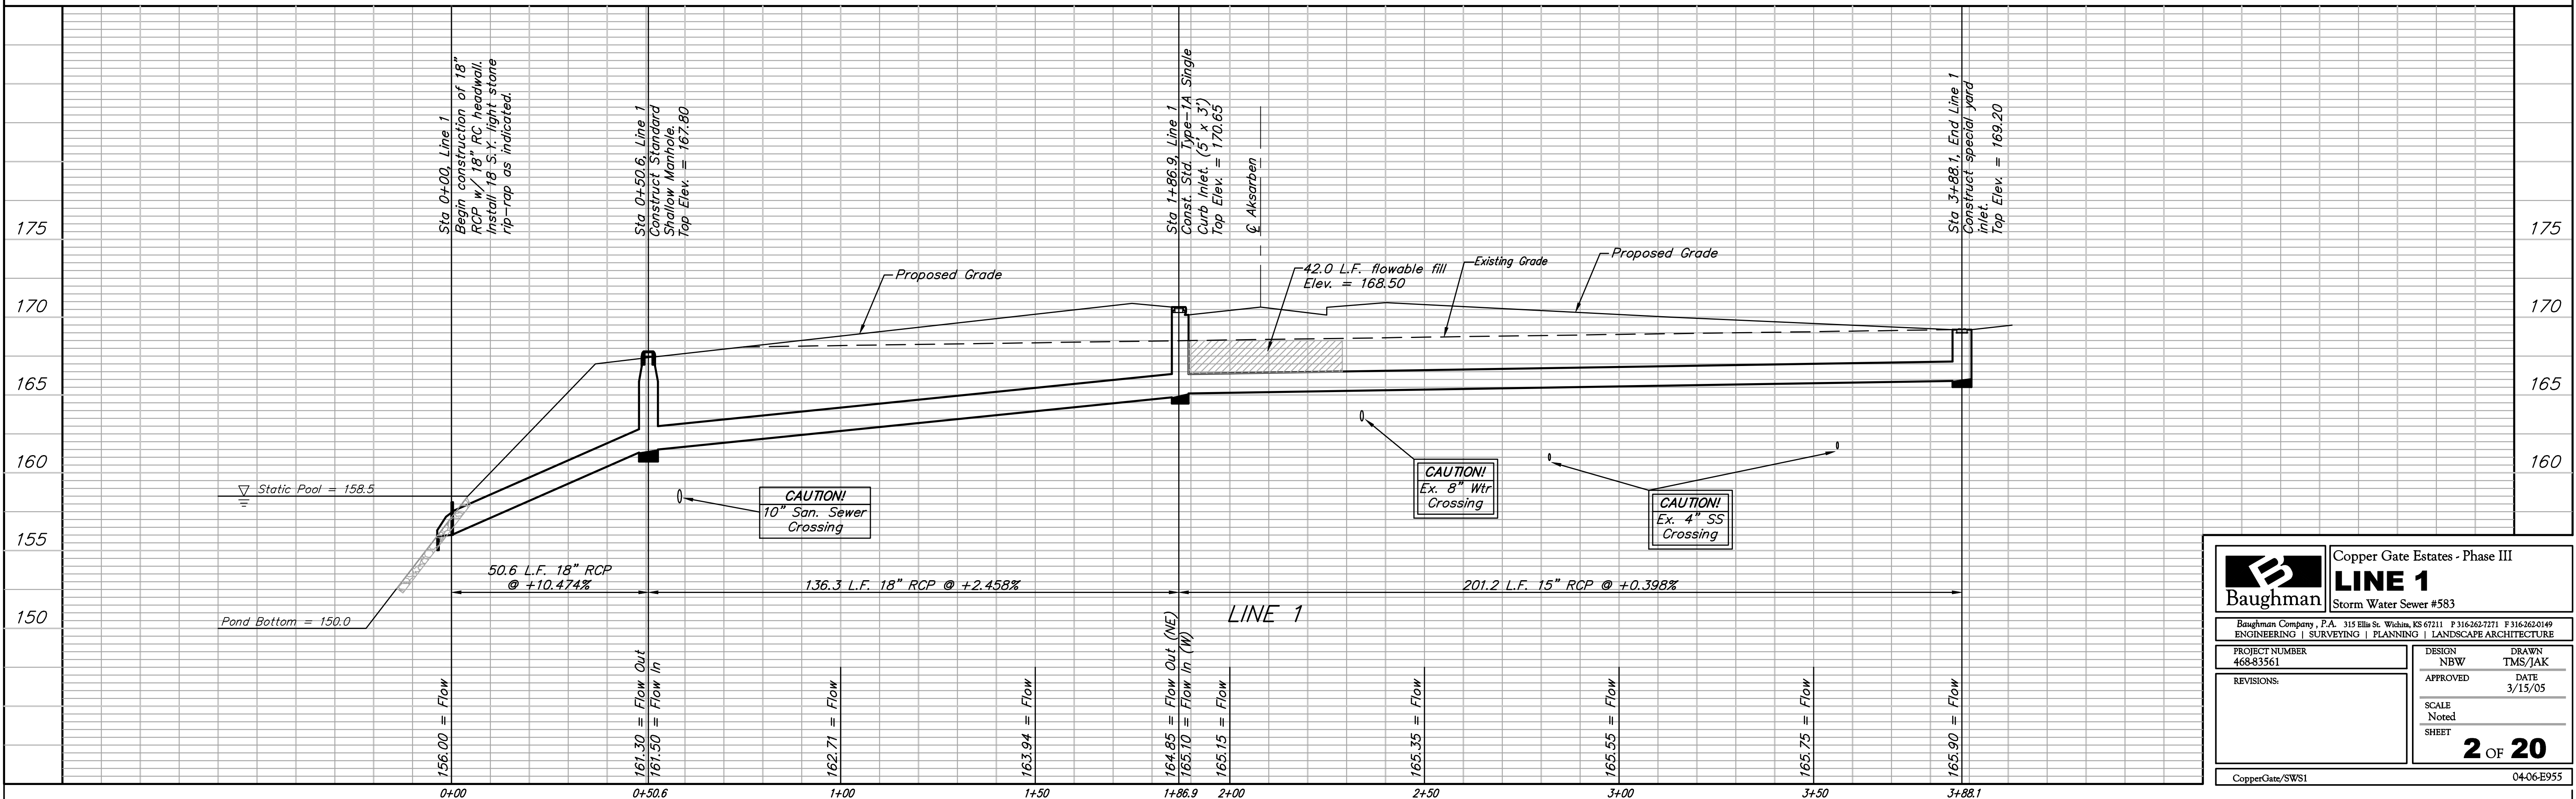 Sta 0+00, Line 1
Begin construction of 18"
RCP w/ 18" RC headwall.
Install 18 S.Y. light stone
rip-rap as indicated.
Sta 0+50.6, Line 1
Construct Standard
Shallow Manhole.
Top Elev. = 167.80
Sta 1+86.9, Line 1
Const. Std. Type-1A Single
Curb Inlet. (5' x 3')
Top Elev. = 170.65
℄ Aksarben
Sta 3+88.1, End Line 1
Construct special yard
inlet.
Top Elev. = 169.20
175
175
170
170
165
165
160
160
155
150
Proposed Grade
42.0 L.F. flowable fill
Elev. = 168.50
Existing Grade
Proposed Grade
Static Pool = 158.5
Pond Bottom = 150.0
CAUTION!
10" San. Sewer
Crossing
CAUTION!
Ex. 8" Wtr
Crossing
CAUTION!
Ex. 4" SS
Crossing
50.6 L.F. 18" RCP
@ +10.474%
136.3 L.F. 18" RCP @ +2.458%
201.2 L.F. 15" RCP @ +0.398%
LINE 1
156.00 = Flow
161.30 = Flow Out
161.50 = Flow In
162.71 = Flow
163.94 = Flow
164.85 = Flow Out (NE)
165.10 = Flow In (W)
165.15 = Flow
165.35 = Flow
165.55 = Flow
165.75 = Flow
165.90 = Flow
0+00
0+50.6
1+00
1+50
1+86.9
2+00
2+50
3+00
3+50
3+88.1
Baughman
Copper Gate Estates - Phase III
LINE 1
Storm Water Sewer #583
Baughman Company, P.A. 315 Ellis St. Wichita, KS 67211 P 316-262-7271 F 316-262-0149
ENGINEERING | SURVEYING | PLANNING | LANDSCAPE ARCHITECTURE
PROJECT NUMBER
468-83561
REVISIONS:
DESIGN
NBW
DRAWN
TMS/JAK
APPROVED
DATE
3/15/05
SCALE
Noted
SHEET
2 OF 20
CopperGate/SWS1
04-06-E955